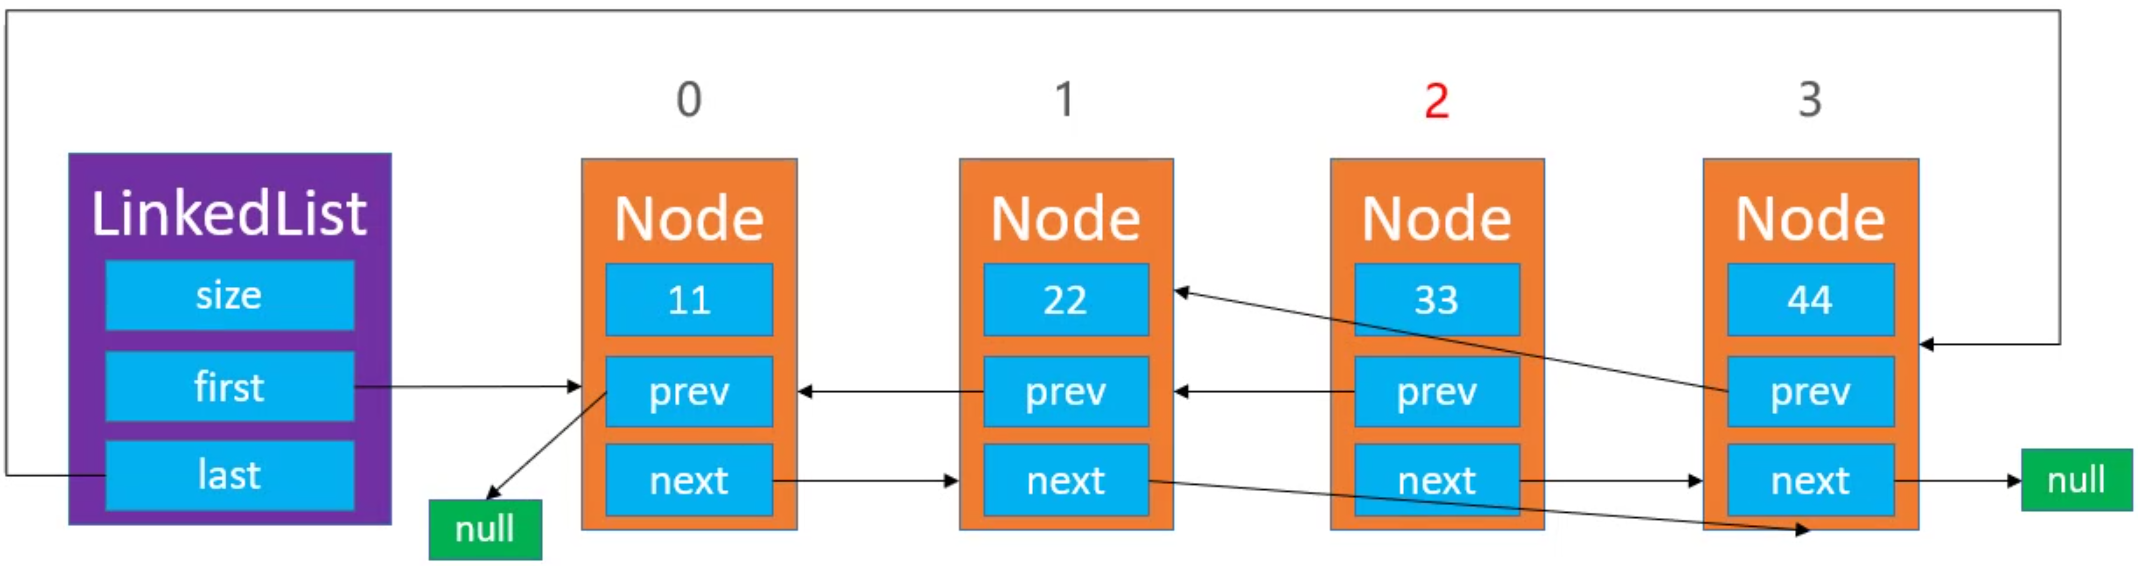 0
1
2
3
LinkedList
size
first
last
null
Node
11
prev
next
Node
22
prev
next
Node
33
prev
next
Node
44
prev
next
null